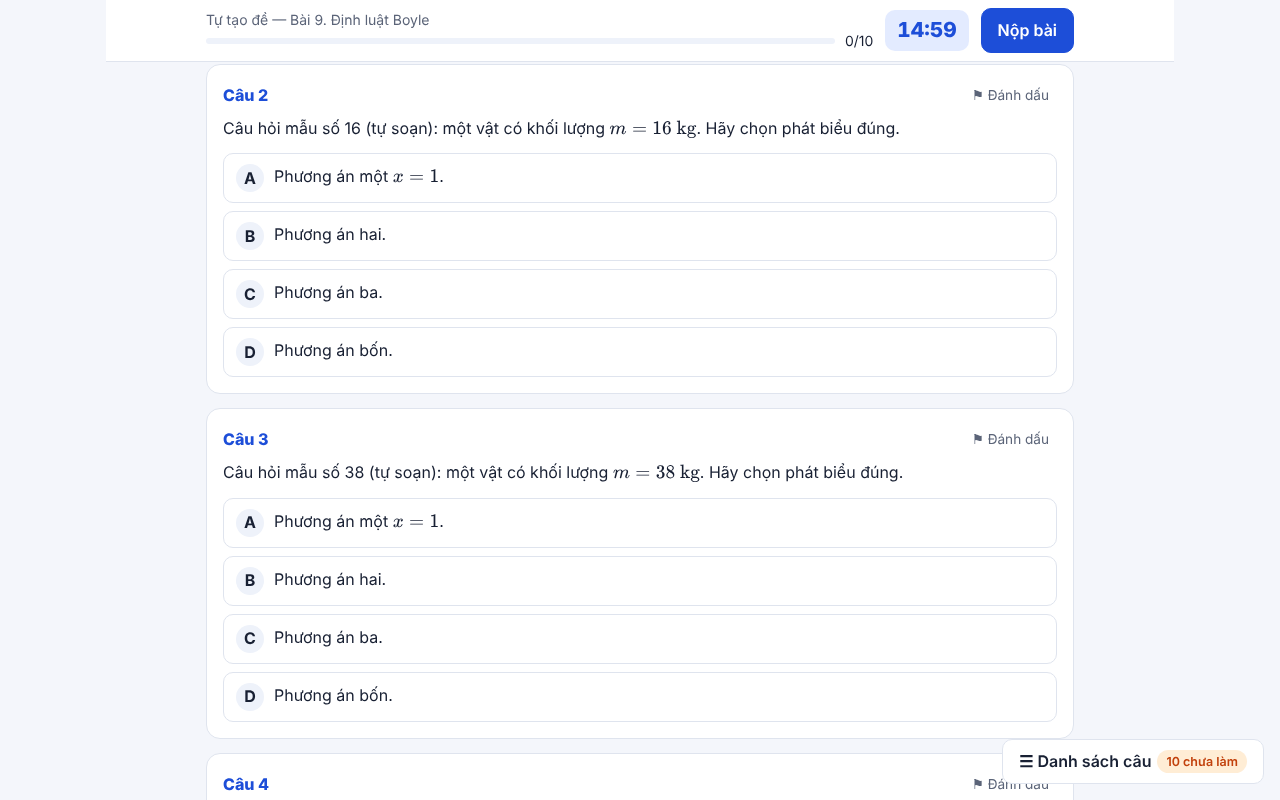 Tự tạo đề — Bài 9. Định luật Boyle
0/10
14:59
Nộp bài
Câu 2
⚑ Đánh dấu
Câu hỏi mẫu số 16 (tự soạn): một vật có khối lượng m = 16 kg. Hãy chọn phát biểu đúng.
A Phương án một x = 1.
B Phương án hai.
C Phương án ba.
D Phương án bốn.
Câu 3
⚑ Đánh dấu
Câu hỏi mẫu số 38 (tự soạn): một vật có khối lượng m = 38 kg. Hãy chọn phát biểu đúng.
A Phương án một x = 1.
B Phương án hai.
C Phương án ba.
D Phương án bốn.
Câu 4
⚑ Đánh dấu
☰ Danh sách câu 10 chưa làm